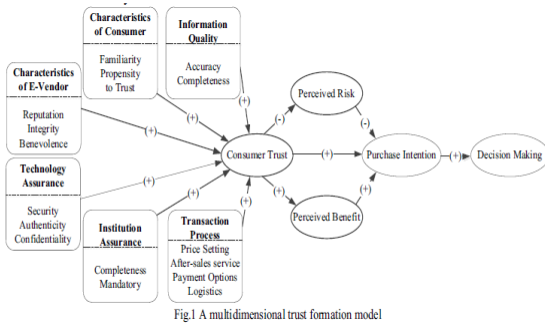 Characteristics
of Consumer
Familiarity
Propensity
to Trust
Information
Quality
Accuracy
Completeness
Characteristics
of E-Vendor
Reputation
Integrity
Benevolence
Technology
Assurance
Security
Authenticity
Confidentiality
Institution
Assurance
Completeness
Mandatory
Transaction
Process
Price Setting
After-sales service
Payment Options
Logistics
(+)
(+)
(+)
(+)
(+)
(+)
Consumer Trust
(-)
(+)
(+)
Perceived Risk
Perceived Benefit
(-)
(+)
Purchase Intention
(+)
Decision Making
Fig.1 A multidimensional trust formation model